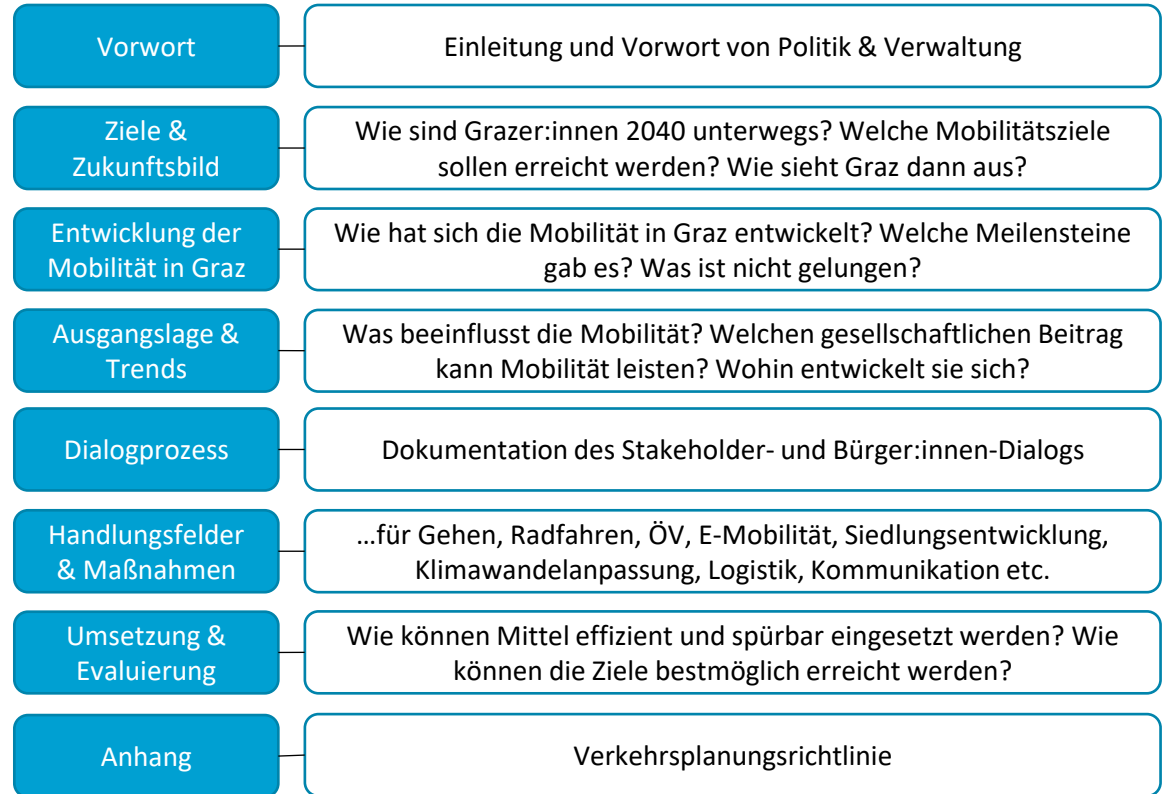 Vorwort
Einleitung und Vorwort von Politik & Verwaltung
Ziele &
Zukunftsbild
Wie sind Grazer:innen 2040 unterwegs? Welche Mobilitätsziele
sollen erreicht werden? Wie sieht Graz dann aus?
Entwicklung der
Mobilität in Graz
Wie hat sich die Mobilität in Graz entwickelt? Welche Meilensteine
gab es? Was ist nicht gelungen?
Ausgangslage &
Trends
Was beeinflusst die Mobilität? Welchen gesellschaftlichen Beitrag
kann Mobilität leisten? Wohin entwickelt sie sich?
Dialogprozess
Dokumentation des Stakeholder- und Bürger:innen-Dialogs
Handlungsfelder
& Maßnahmen
…für Gehen, Radfahren, ÖV, E-Mobilität, Siedlungsentwicklung,
Klimawandelanpassung, Logistik, Kommunikation etc.
Umsetzung &
Evaluierung
Wie können Mittel effizient und spürbar eingesetzt werden? Wie
können die Ziele bestmöglich erreicht werden?
Anhang
Verkehrsplanungsrichtlinie